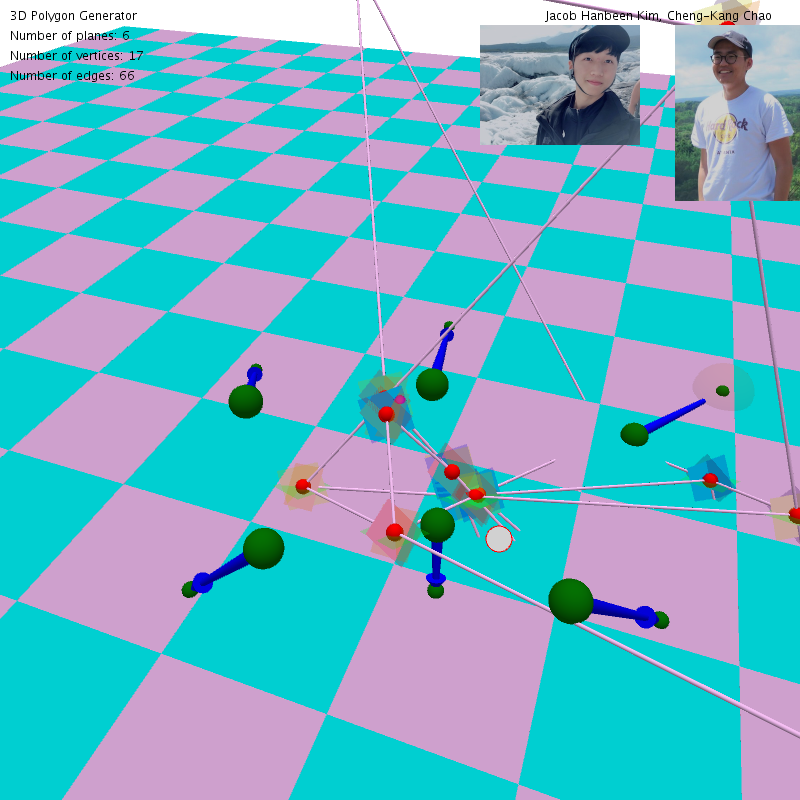 3D Polygon Generator
Jacob Hanbeen Kim, Cheng-Kang Chao
Number of planes: 6
Number of vertices: 17
Number of edges: 66